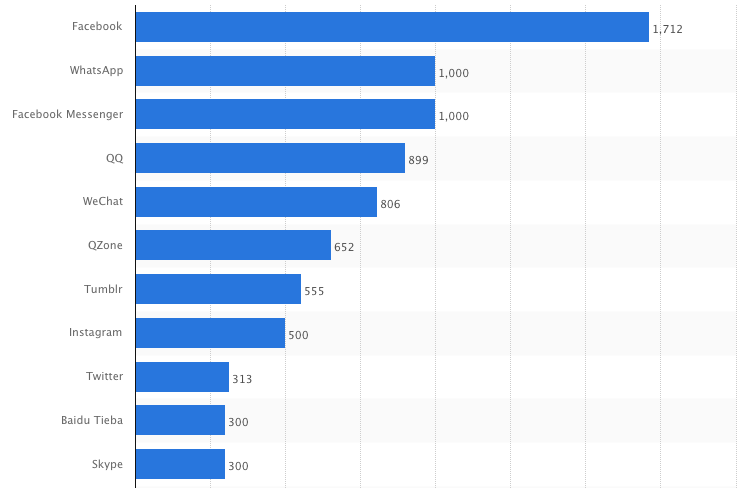 Facebook 1,712
WhatsApp 1,000
Facebook Messenger 1,000
QQ 899
WeChat 806
QZone 652
Tumblr 555
Instagram 500
Twitter 313
Baidu Tieba 300
Skype 300